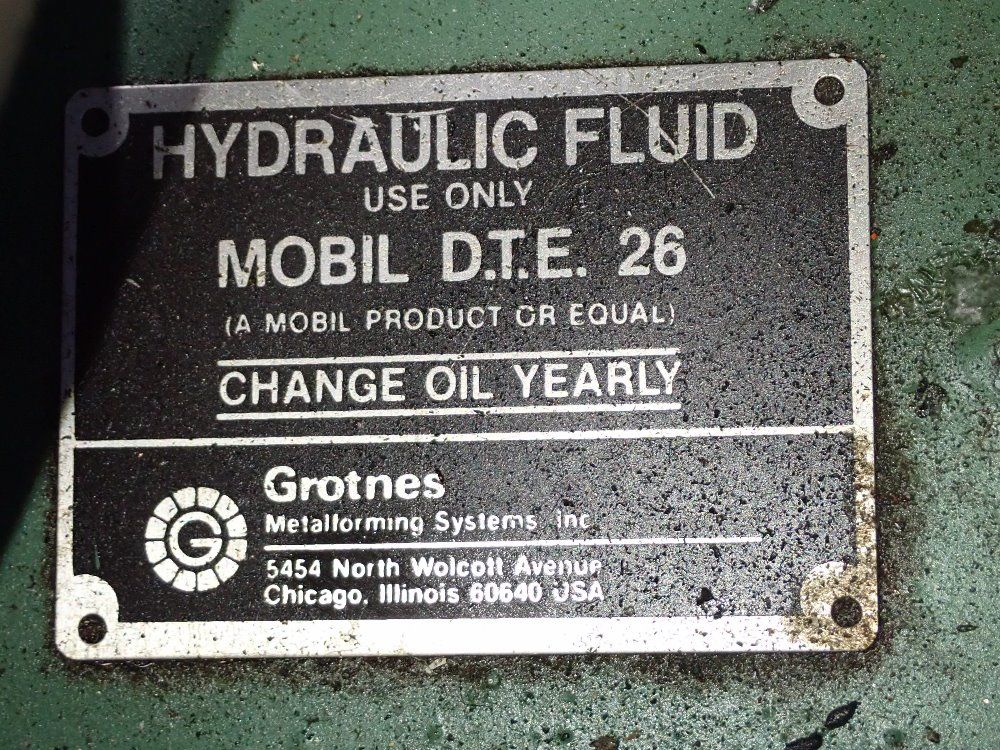 HYDRAULIC FLUID
USE ONLY
MOBIL D.T.E. 26
(A MOBIL PRODUCT OR EQUAL)
CHANGE OIL YEARLY
Grotnes
Metalforming Systems Inc
G
5454 North Wolcott Avenue
Chicago, Illinois 60640 USA